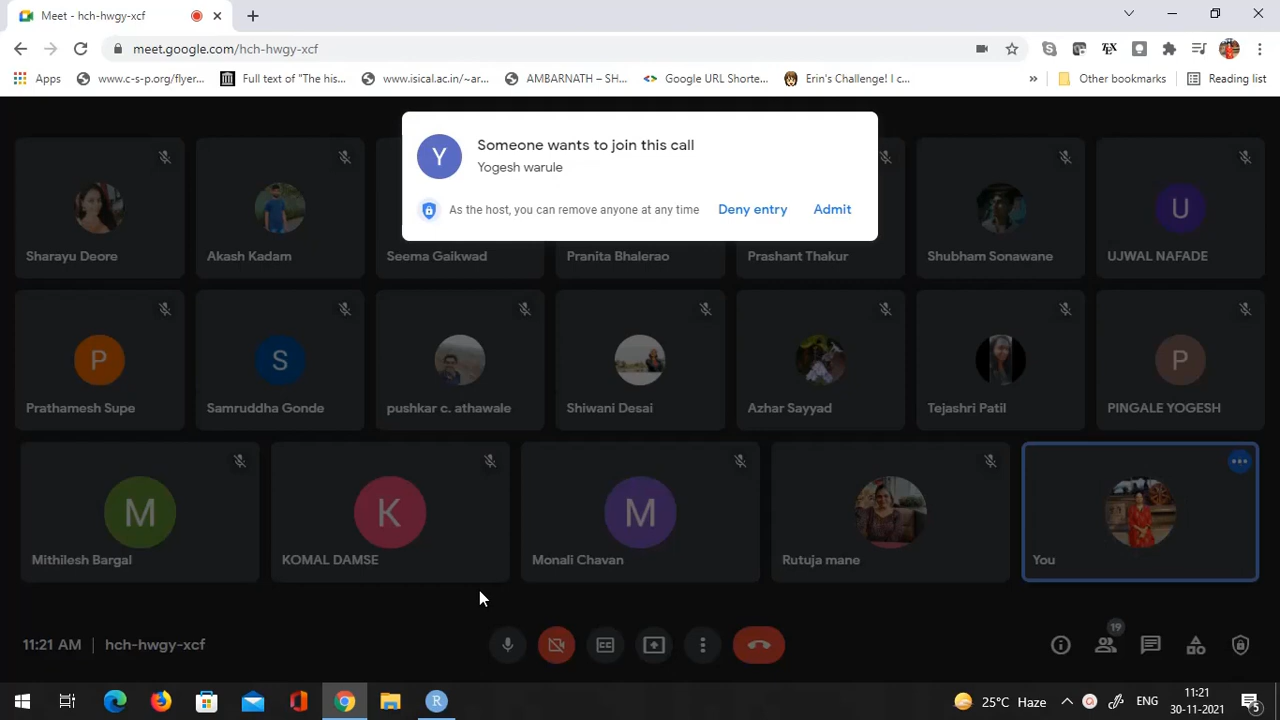 Meet - hch-hwgy-xcf
meet.google.com/hch-hwgy-xcf
Apps
www.c-s-p.org/flyer...
Full text of "The his...
www.isical.ac.in/~ar...
AMBARNATH – SH...
Google URL Shorte...
Erin's Challenge! I c...
»
Other bookmarks
Reading list
Y
Someone wants to join this call
Yogesh warule
As the host, you can remove anyone at any time
Deny entry
Admit
Sharayu Deore
Akash Kadam
Seema Gaikwad
Pranita Bhalerao
Prashant Thakur
Shubham Sonawane
U
UJWAL NAFADE
P
Prathamesh Supe
S
Samruddha Gonde
pushkar c. athawale
Shiwani Desai
Azhar Sayyad
Tejashri Patil
P
PINGALE YOGESH
M
Mithilesh Bargal
K
KOMAL DAMSE
M
Monali Chavan
Rutuja mane
You
11:21 AM | hch-hwgy-xcf
CC
19
R
25°C Haze
ENG
11:21
30-11-2021
5